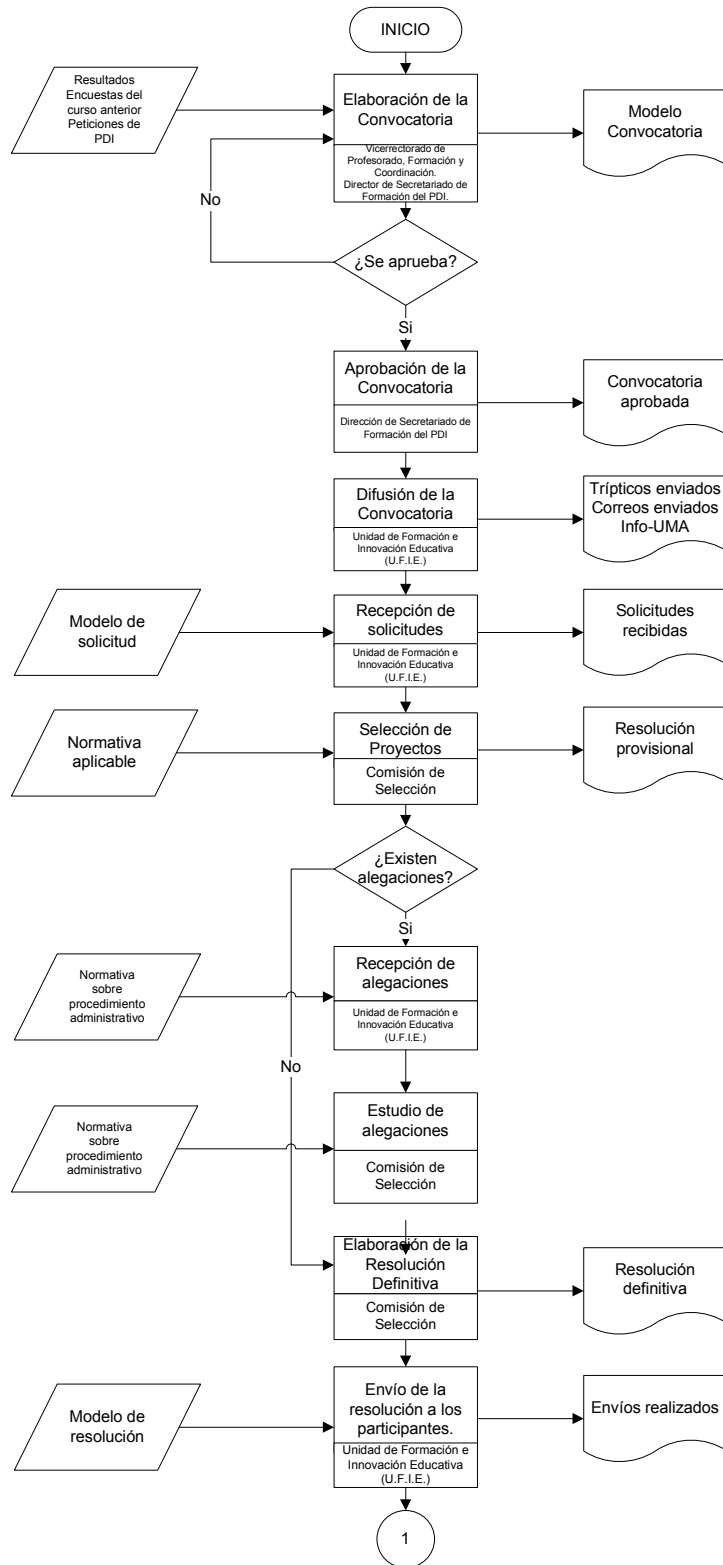 INICIO
Resultados
Encuestas del
curso anterior
Peticiones de
PDI
Elaboración de la
Convocatoria
Vicerrectorado de
Profesorado, Formación y
Coordinación.
Director de Secretariado de
Formación del PDI.
Modelo
Convocatoria
No
¿Se aprueba?
Si
Aprobación de la
Convocatoria
Dirección de Secretariado de
Formación del PDI
Convocatoria
aprobada
Difusión de la
Convocatoria
Unidad de Formación e
Innovación Educativa
(U.F.I.E.)
Trípticos enviados
Correos enviados
Info-UMA
Modelo de
solicitud
Recepción de
solicitudes
Unidad de Formación e
Innovación Educativa
(U.F.I.E.)
Solicitudes
recibidas
Normativa
aplicable
Selección de
Proyectos
Comisión de
Selección
Resolución
provisional
¿Existen
alegaciones?
Si
Normativa
sobre
procedimiento
administrativo
Recepción de
alegaciones
Unidad de Formación e
Innovación Educativa
(U.F.I.E.)
No
Normativa
sobre
procedimiento
administrativo
Estudio de
alegaciones
Comisión de
Selección
Elaboración de la
Resolución
Definitiva
Comisión de
Selección
Resolución
definitiva
Modelo de
resolución
Envío de la
resolución a los
participantes.
Unidad de Formación e
Innovación Educativa
(U.F.I.E.)
Envíos realizados
1